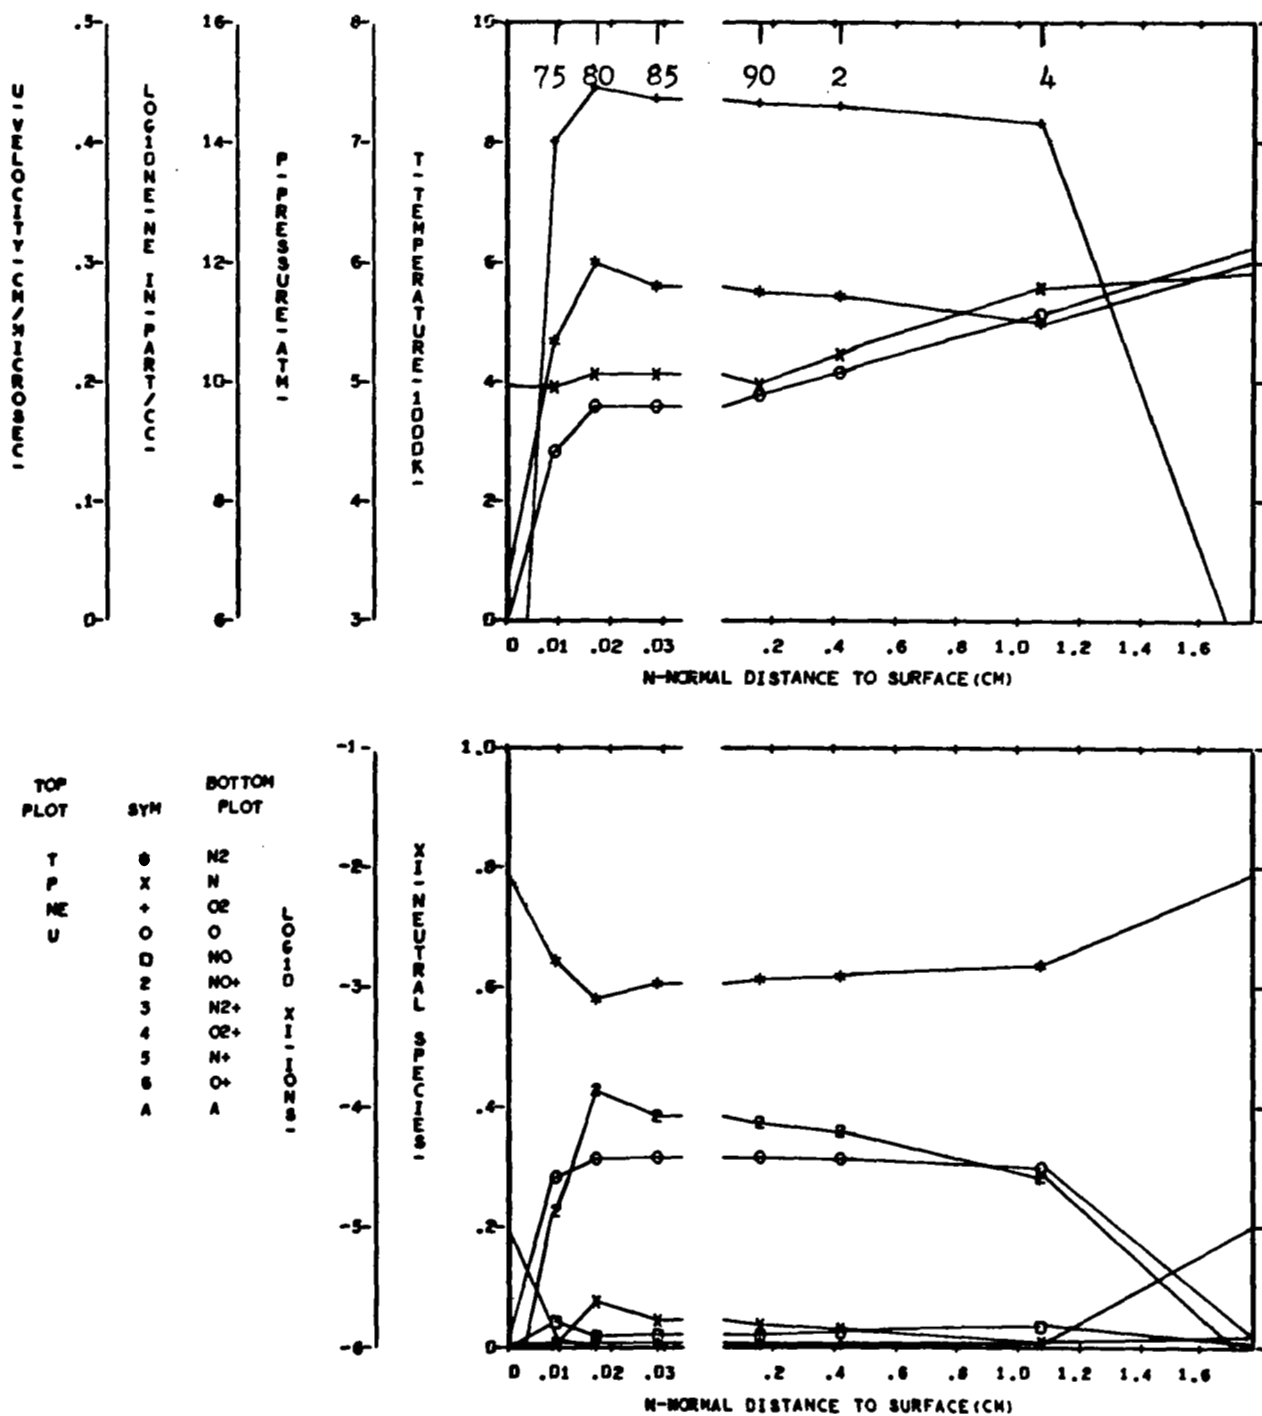 .5- 16- 8- 10
75 80 85 90 2 4
.4- 14- 7- 8
.3- 12- 6- 6
.2- 10- 5- 4
.1- 8- 4- 2
0- 6- 3- 0
U-VELOCITY-CM/MICROSEC-
LOG10NE-NE IN-PART/CC-
P-PRESSURE-ATM-
T-TEMPERATURE-1000K-
0 .01 .02 .03 .2 .4 .6 .8 1.0 1.2 1.4 1.6
N-NORMAL DISTANCE TO SURFACE(CM)
TOP BOTTOM
PLOT SYM PLOT
T * N2
P X N
NE + O2
U O O
□ NO
2 NO+
3 N2+
4 O2+
5 N+
6 O+
A A
-1- 1.0
-2- .8
-3- .6
-4- .4
-5- .2
-6- 0
LOG10 XI-IONS-
XI-NEUTRAL SPECIES-
0 .01 .02 .03 .2 .4 .6 .8 1.0 1.2 1.4 1.6
N-NORMAL DISTANCE TO SURFACE(CM)